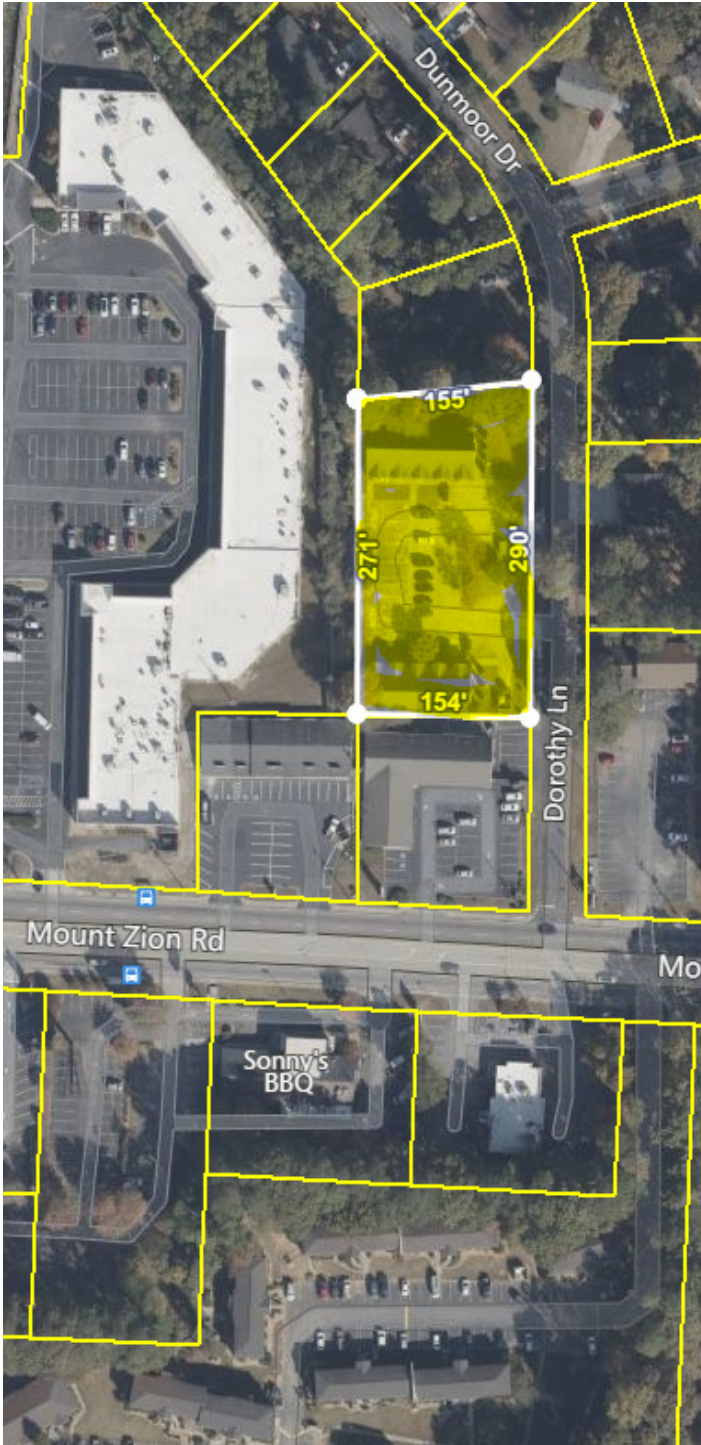 Dunmoor Dr
155'
271'
290'
154'
Dorothy Ln
Mount Zion Rd
Mo
Sonny's
BBQ